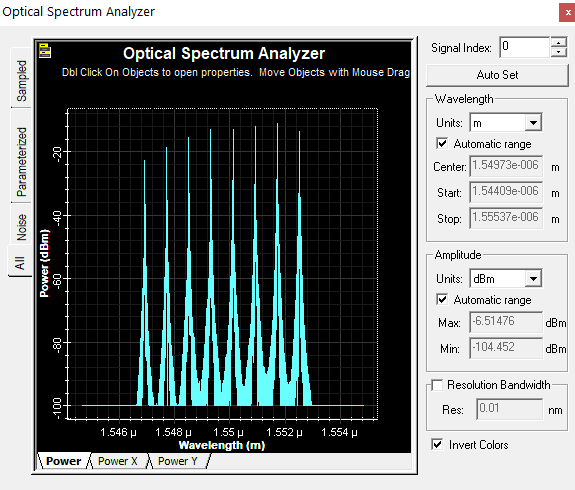 Optical Spectrum Analyzer
x
Optical Spectrum Analyzer
Dbl Click On Objects to open properties. Move Objects with Mouse Drag
Sampled
Parameterized
Noise
All
Power (dBm)
-20
-40
-60
-80
-100
1.546 µ 1.548 µ 1.55 µ 1.552 µ 1.554 µ
Wavelength (m)
Power Power X Power Y
Signal Index: 0
Auto Set
Wavelength
Units: m
Automatic range
Center: 1.54973e-006 m
Start: 1.54409e-006 m
Stop: 1.55537e-006 m
Amplitude
Units: dBm
Automatic range
Max: -6.51476 dBm
Min: -104.452 dBm
Resolution Bandwidth
Res: 0.01 nm
Invert Colors